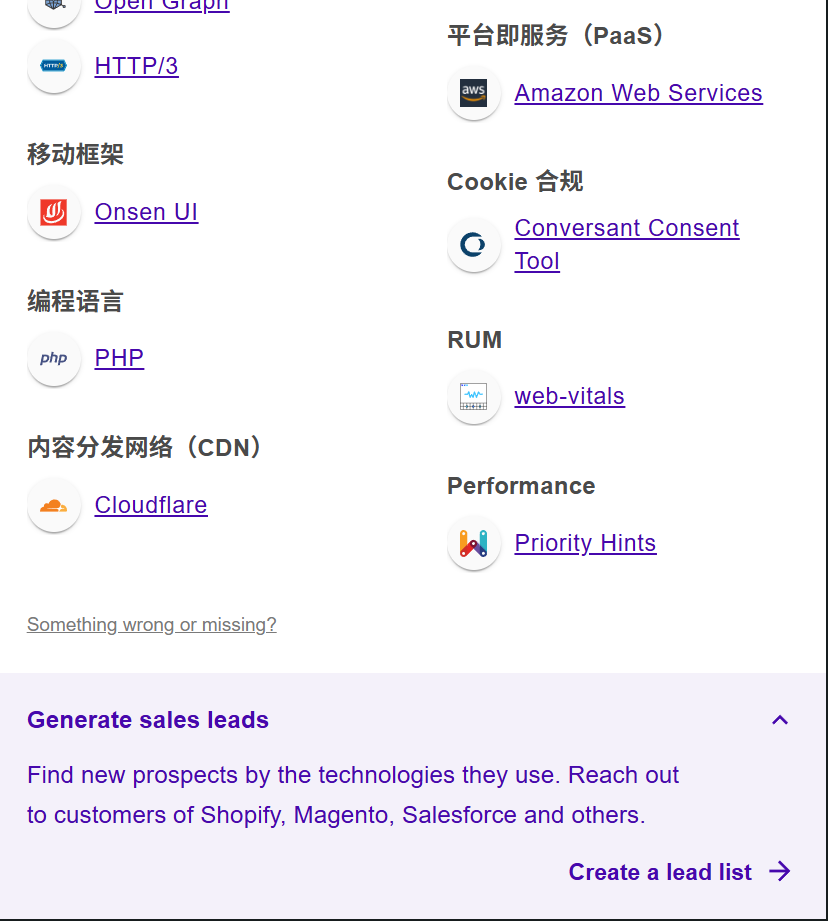 Open Graph
HTTP/3
HTTP/3
移动框架
Onsen UI
编程语言
php
PHP
内容分发网络（CDN）
Cloudflare
平台即服务（PaaS）
aws
Amazon Web Services
Cookie 合规
Conversant Consent
Tool
RUM
web-vitals
Performance
Priority Hints
Something wrong or missing?
Generate sales leads
Find new prospects by the technologies they use. Reach out
to customers of Shopify, Magento, Salesforce and others.
Create a lead list